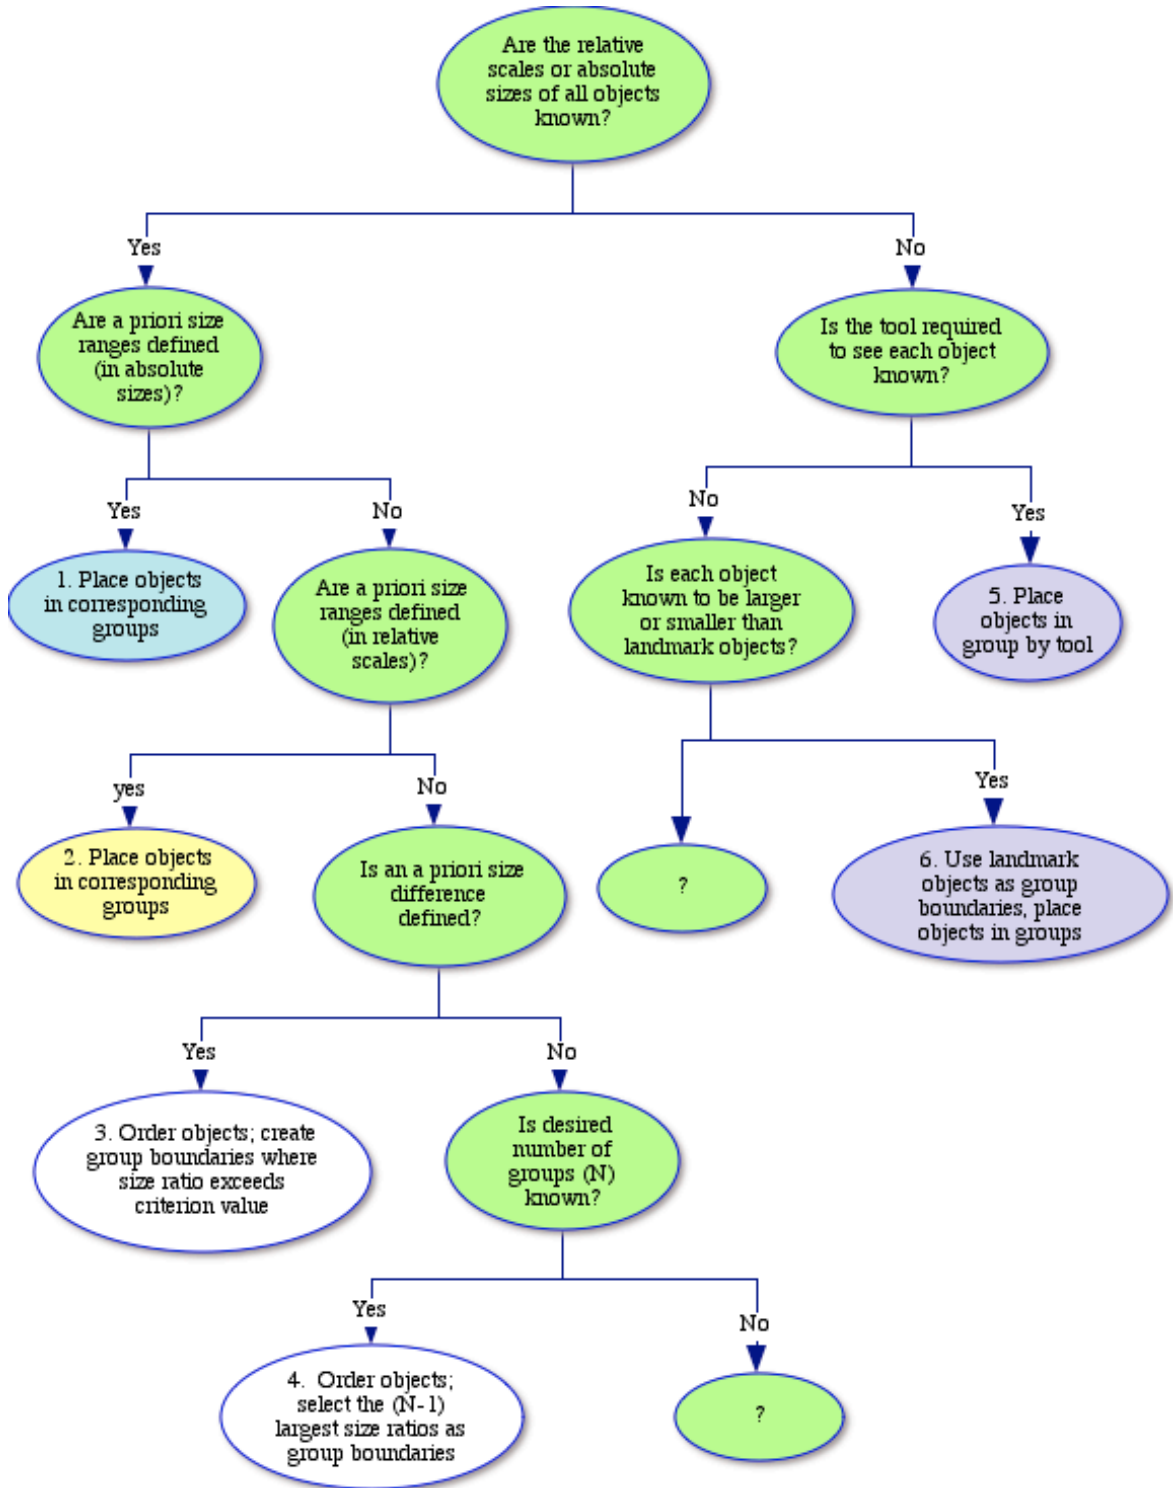 Are the relative
scales or absolute
sizes of all objects
known?
Yes
No
Are a priori size
ranges defined
(in absolute
sizes)?
Is the tool required
to see each object
known?
Yes
No
No
Yes
1. Place objects
in corresponding
groups
Are a priori size
ranges defined
(in relative
scales)?
Is each object
known to be larger
or smaller than
landmark objects?
5. Place
objects in
group by tool
yes
No
Yes
2. Place objects
in corresponding
groups
Is an a priori size
difference
defined?
?
6. Use landmark
objects as group
boundaries, place
objects in groups
Yes
No
3. Order objects; create
group boundaries where
size ratio exceeds
criterion value
Is desired
number of
groups (N)
known?
Yes
No
4. Order objects;
select the (N-1)
largest size ratios as
group boundaries
?